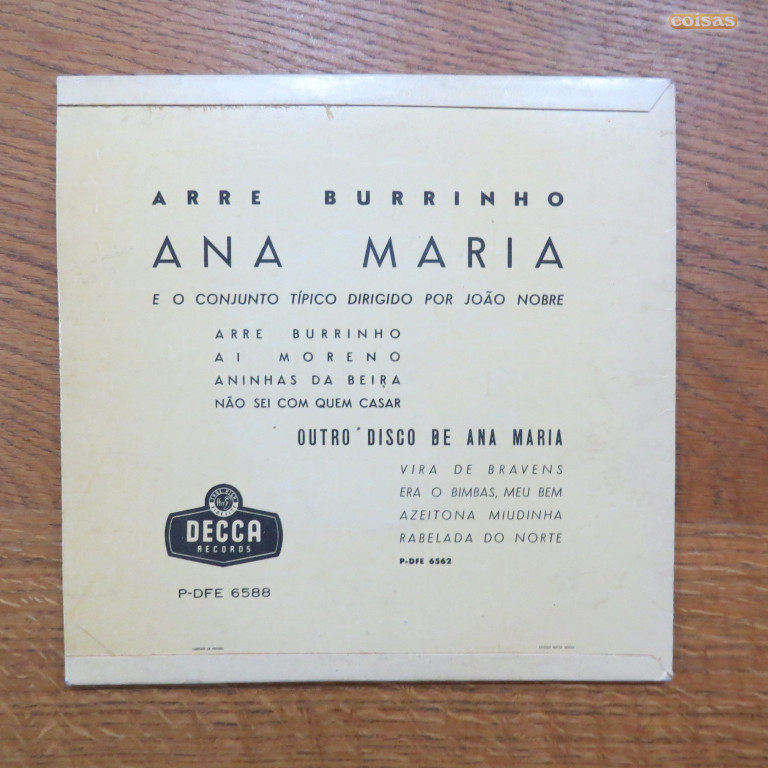 coisas
ARRE BURRINHO
ANA MARIA
E O CONJUNTO TÍPICO DIRIGIDO POR JOÃO NOBRE
ARRE BURRINHO
AI MORENO
ANINHAS DA BEIRA
NÃO SEI COM QUEM CASAR
OUTRO DISCO BE ANA MARIA
VIRA DE BRAVENS
ERA O BIMBAS, MEU BEM
AZEITONA MIUDINHA
RABELADA DO NORTE
P-DFE 6562
DECCA
RECORDS
P-DFE 6588